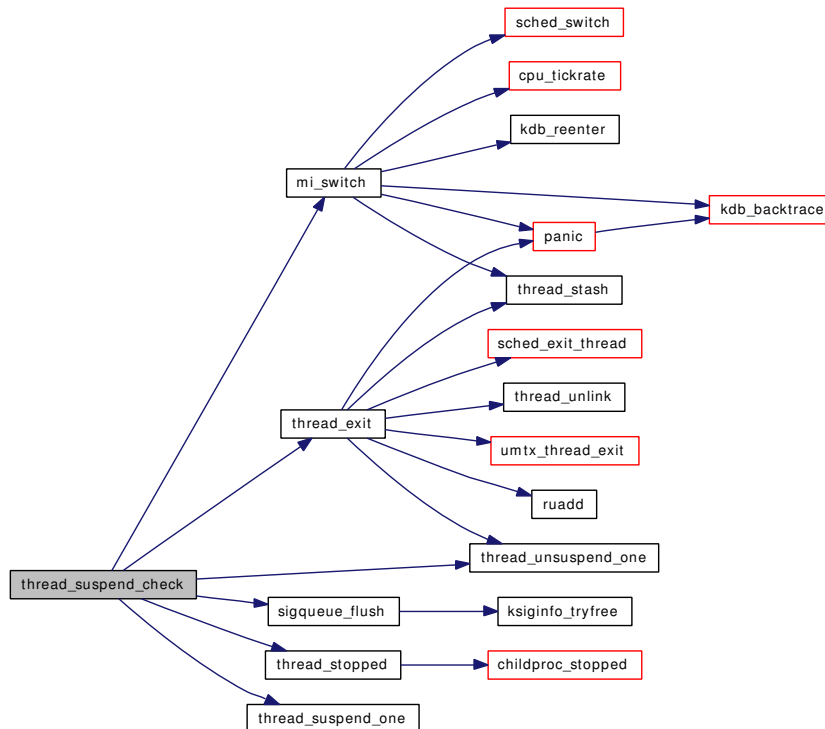 sched_switch
cpu_tickrate
kdb_reenter
mi_switch
kdb_backtrace
panic
thread_stash
sched_exit_thread
thread_unlink
thread_exit
umtx_thread_exit
ruadd
thread_unsuspend_one
thread_suspend_check
sigqueue_flush
ksiginfo_tryfree
thread_stopped
childproc_stopped
thread_suspend_one